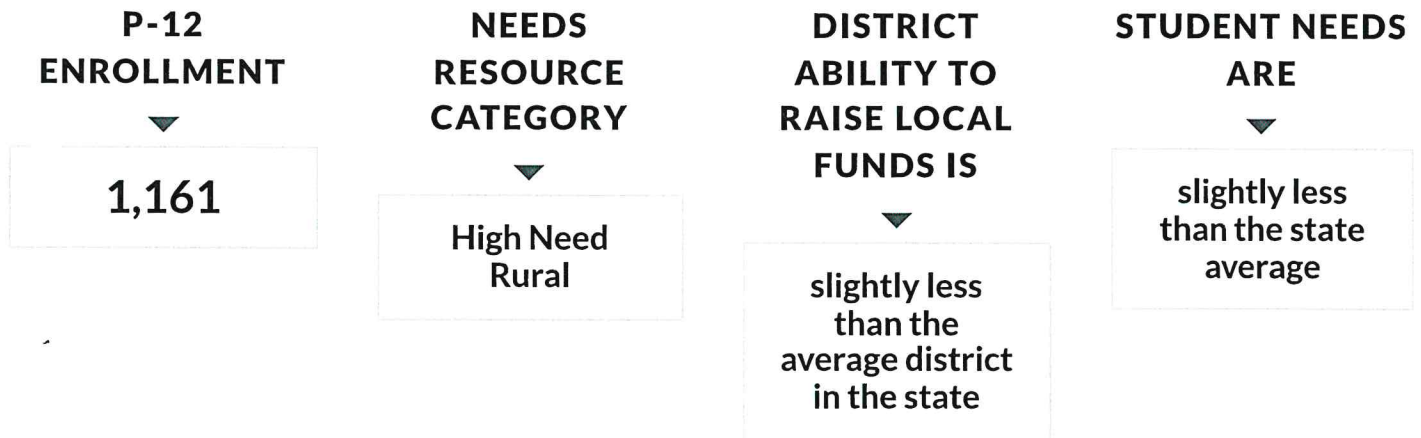 P-12
ENROLLMENT
1,161
NEEDS
RESOURCE
CATEGORY
High Need
Rural
DISTRICT
ABILITY TO
RAISE LOCAL
FUNDS IS
slightly less
than the
average district
in the state
STUDENT NEEDS
ARE
slightly less
than the state
average